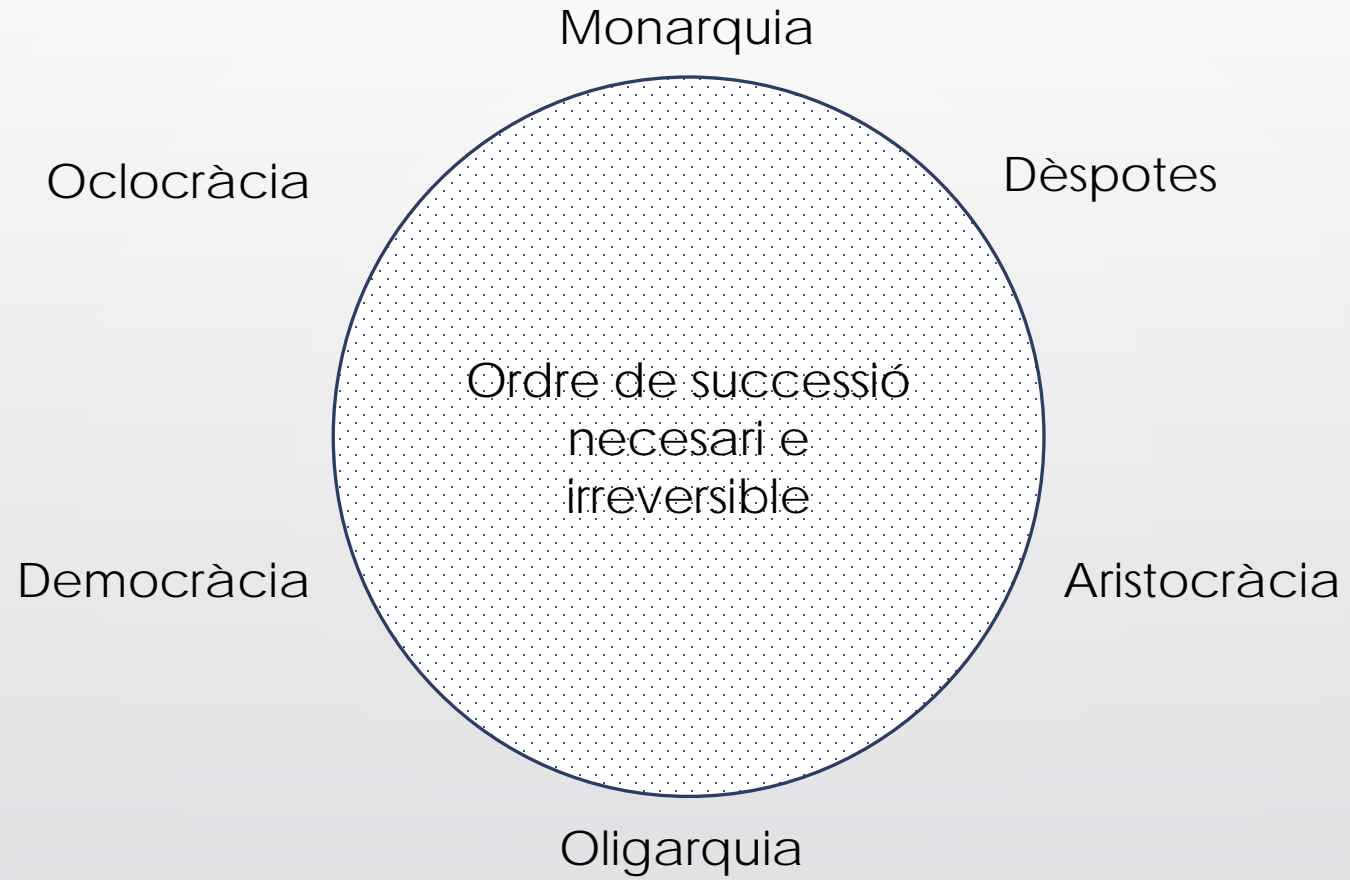 Monarquia
Oclocràcia
Dèspotes
Ordre de successió
necesari e
irreversible
Democràcia
Aristocràcia
Oligarquia